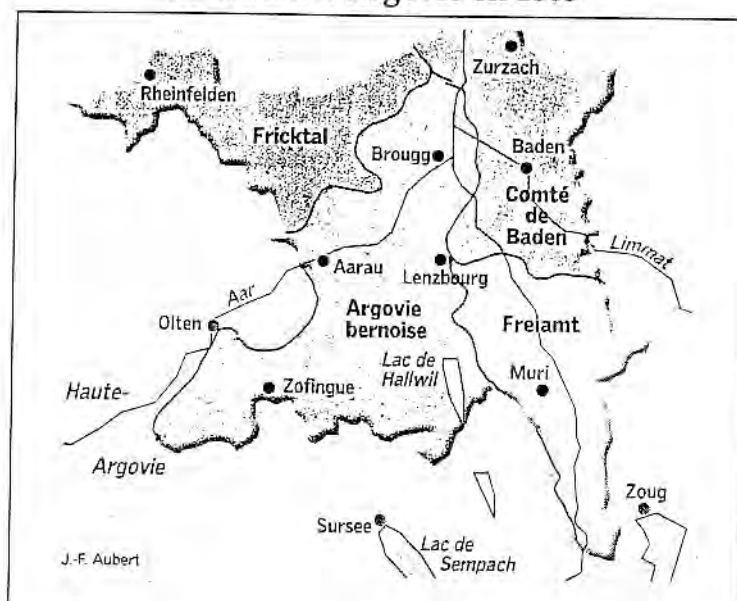 Zurzach
Rheinfelden
Fricktal
Brougg
Baden
Comté
de
Baden
Limmat
Aarau
Lenzbourg
Aar
Olten
Argovie
bernoise
Freiamt
Lac de
Hallwil
Muri
Haute-
Zofingue
Argovie
Zoug
Sursee
Lac de
Sempach
J.-F. Aubert